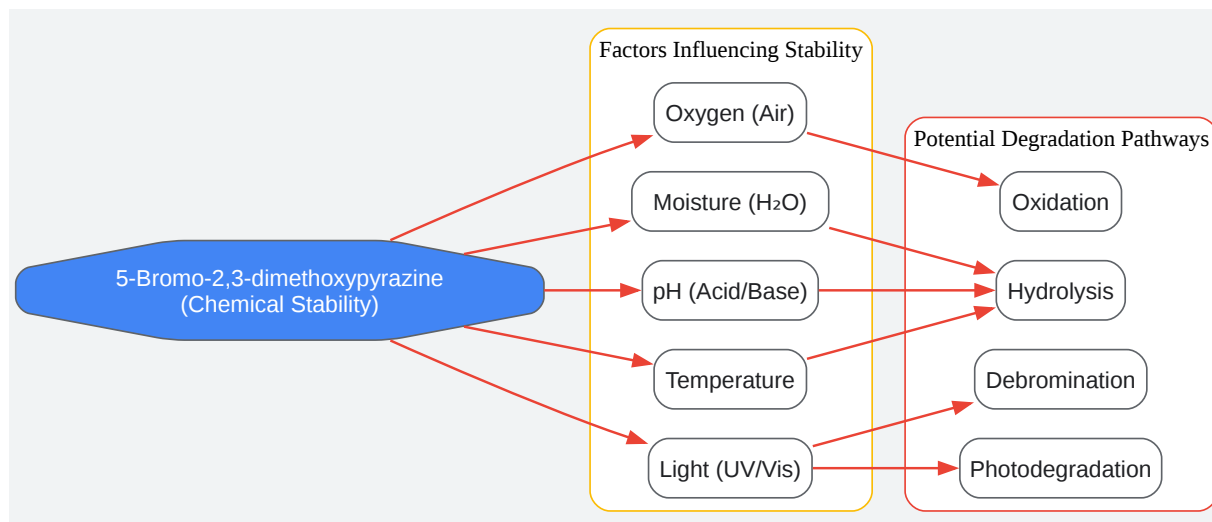 Factors Influencing Stability
Oxygen (Air)
Potential Degradation Pathways
Moisture (H₂O)
Oxidation
5-Bromo-2,3-dimethoxypyrazine
(Chemical Stability)
pH (Acid/Base)
Hydrolysis
Temperature
Debromination
Light (UV/Vis)
Photodegradation